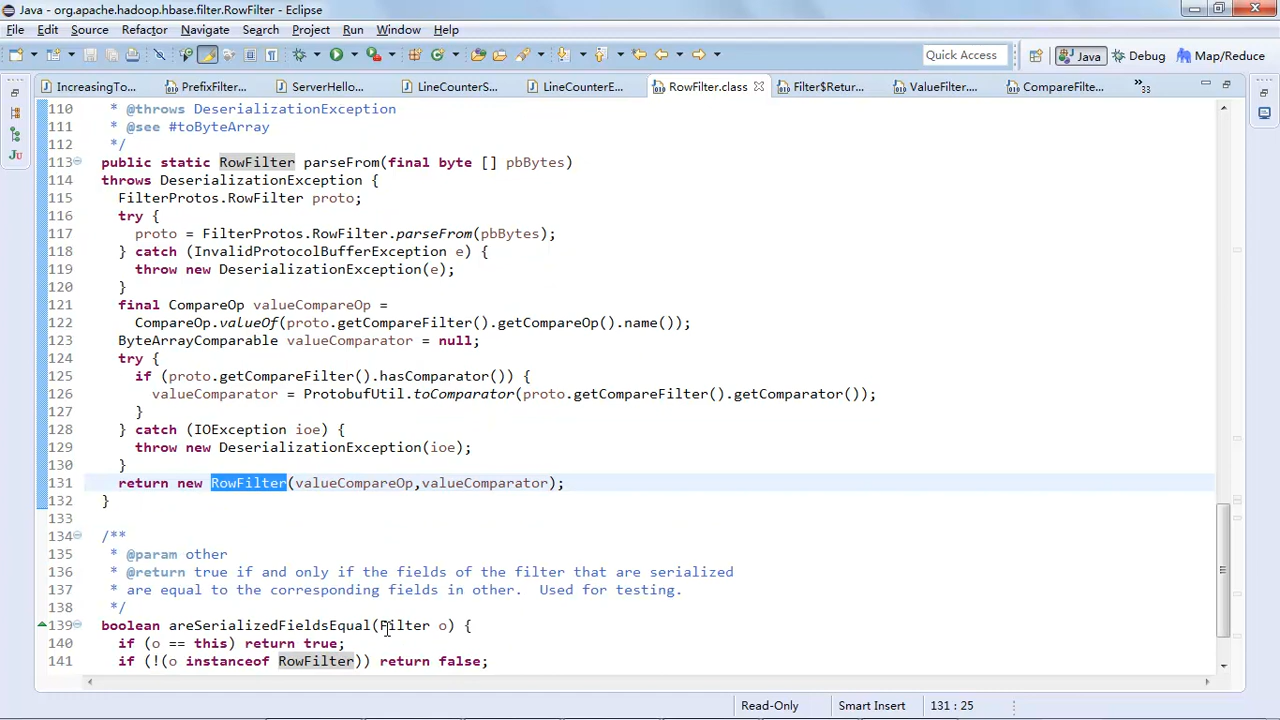 Java - org.apache.hadoop.hbase.filter.RowFilter - Eclipse
File Edit Source Refactor Navigate Search Project Run Window Help
Quick Access Java Debug Map/Reduce
IncreasingTo... PrefixFilter... ServerHello... LineCounterS... LineCounterE... RowFilter.class Filter$Retur... ValueFilter.... CompareFilte... »33
110 * @throws DeserializationException
111 * @see #toByteArray
112 */
113 public static RowFilter parseFrom(final byte [] pbBytes)
114 throws DeserializationException {
115 FilterProtos.RowFilter proto;
116 try {
117 proto = FilterProtos.RowFilter.parseFrom(pbBytes);
118 } catch (InvalidProtocolBufferException e) {
119 throw new DeserializationException(e);
120 }
121 final CompareOp valueCompareOp =
122 CompareOp.valueOf(proto.getCompareFilter().getCompareOp().name());
123 ByteArrayComparable valueComparator = null;
124 try {
125 if (proto.getCompareFilter().hasComparator()) {
126 valueComparator = ProtobufUtil.toComparator(proto.getCompareFilter().getComparator());
127 }
128 } catch (IOException ioe) {
129 throw new DeserializationException(ioe);
130 }
131 return new RowFilter(valueCompareOp,valueComparator);
132 }
133
134 /**
135 * @param other
136 * @return true if and only if the fields of the filter that are serialized
137 * are equal to the corresponding fields in other.  Used for testing.
138 */
139 boolean areSerializedFieldsEqual(Filter o) {
140 if (o == this) return true;
141 if (!(o instanceof RowFilter)) return false;
Read-Only Smart Insert 131 : 25